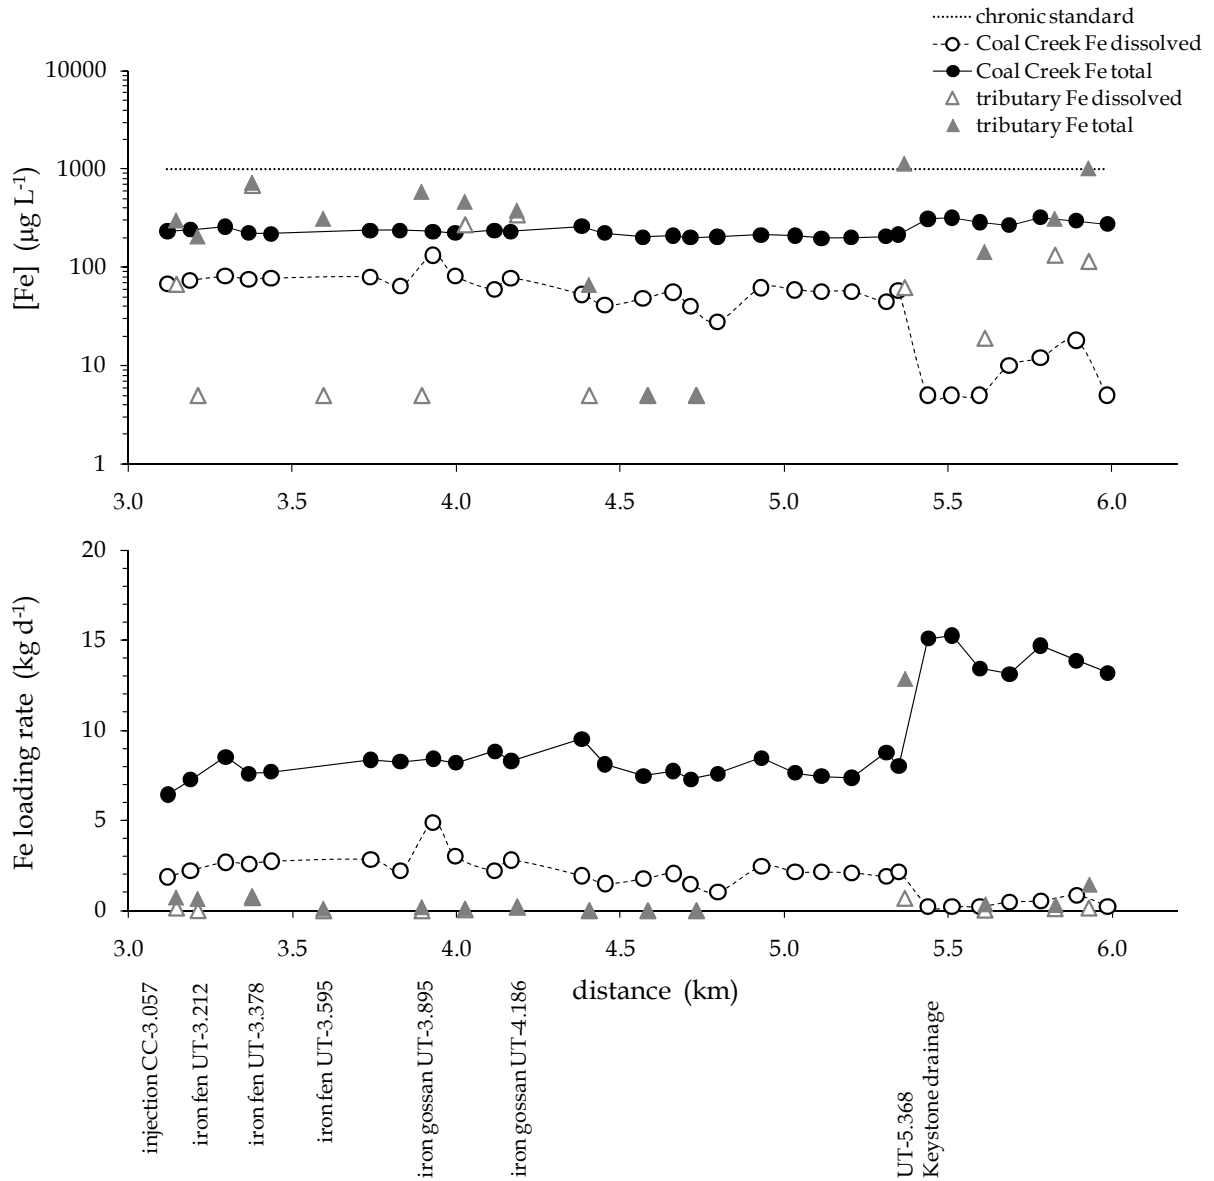 chronic standard
Coal Creek Fe dissolved
Coal Creek Fe total
tributary Fe dissolved
tributary Fe total
10000
1000
100
10
1
[Fe] (µg L-1)
3.0 3.5 4.0 4.5 5.0 5.5 6.0
20
15
10
5
0
Fe loading rate (kg d-1)
3.0 3.5 4.0 4.5 5.0 5.5 6.0
distance (km)
injection CC-3.057
iron fen UT-3.212
iron fen UT-3.378
iron fen UT-3.595
iron gossan UT-3.895
iron gossan UT-4.186
UT-5.368
Keystone drainage